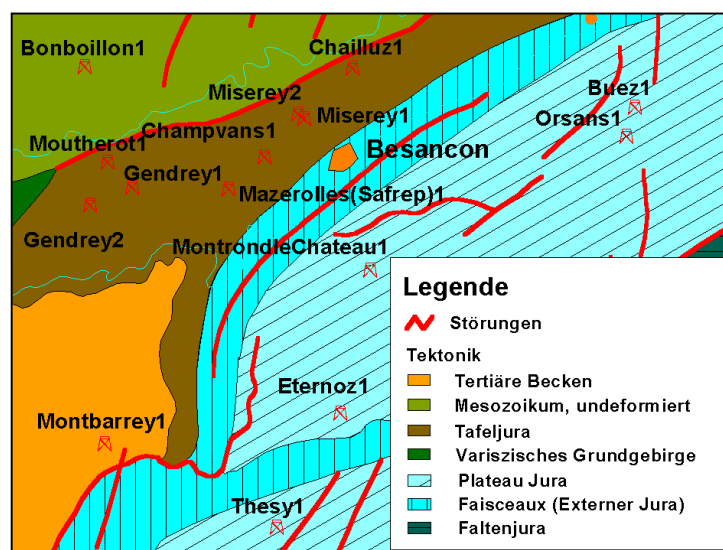 Bonboillon1
Chailluz1
Miserey2
Buez1
Miserey1
Orsans1
Champvans1
Moutherot1
Besancon
Gendrey1
Mazerolles(Safrep)1
Gendrey2
MontrondleChateau1
Eternoz1
Montbarrey1
Thesy1
Legende
Störungen
Tektonik
Tertiäre Becken
Mesozoikum, undeformiert
Tafeljura
Variszisches Grundgebirge
Plateau Jura
Faisceaux (Externer Jura)
Faltenjura